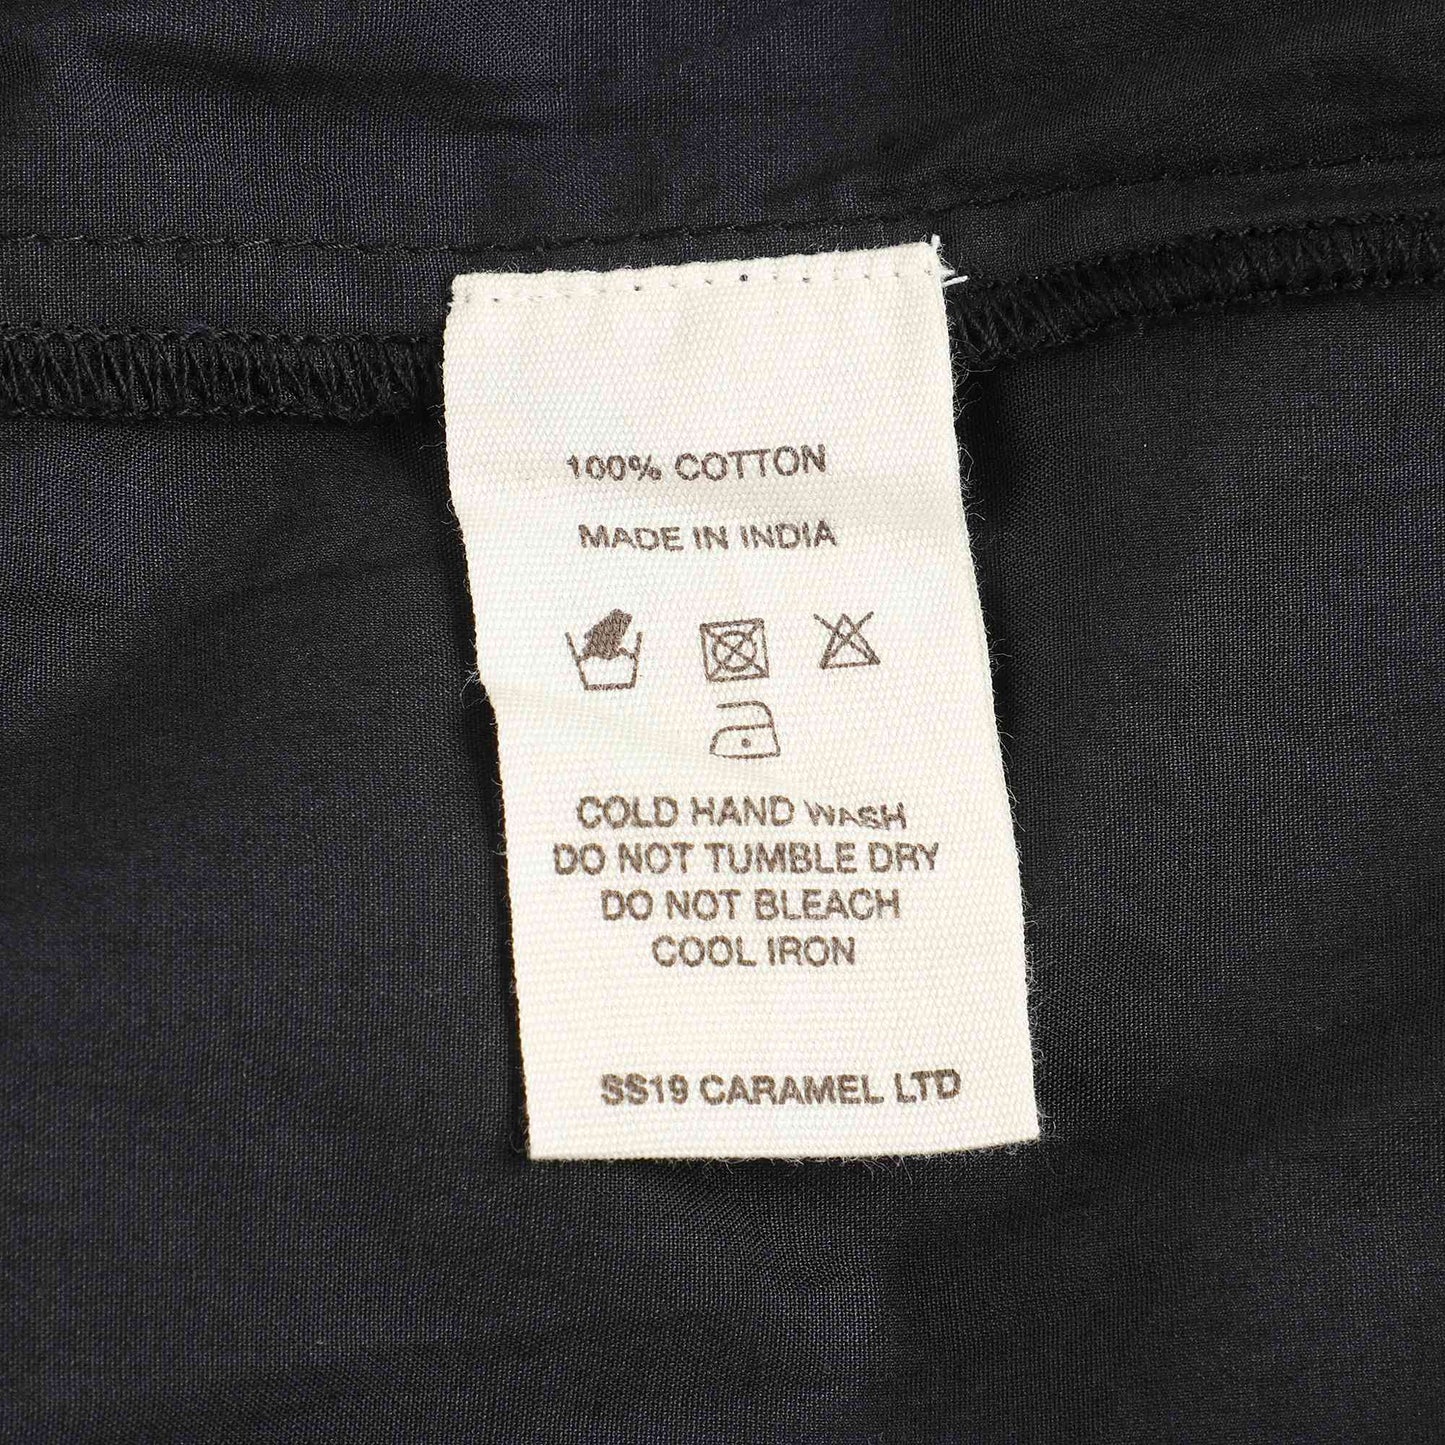 100% COTTON
MADE IN INDIA
COLD HAND WASH
DO NOT TUMBLE DRY
DO NOT BLEACH
COOL IRON
SS19 CARAMEL LTD